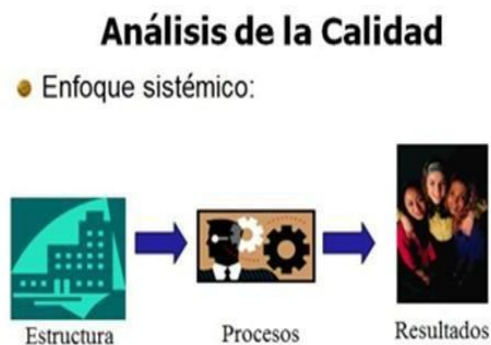 Análisis de la Calidad
Enfoque sistémico:
Estructura
Procesos
Resultados